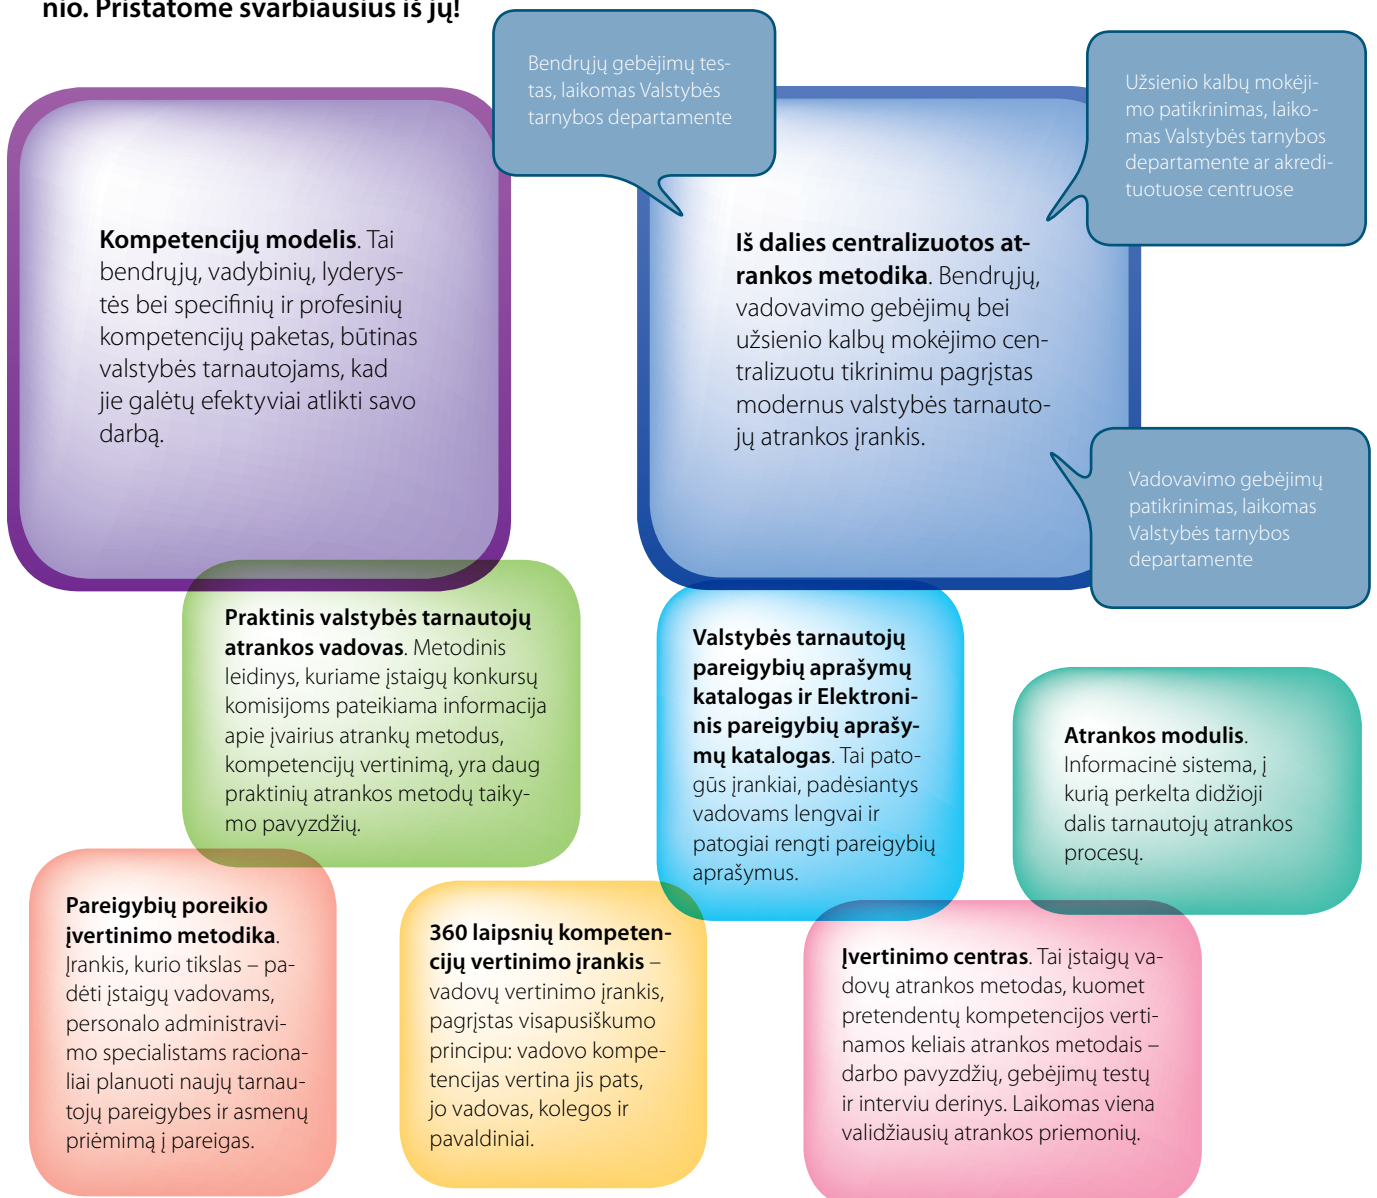 nio. Pristatome svarbiausius iš jų!
Bendrųjų gebėjimų tes-
tas, laikomas Valstybės
tarnybos departamente
Užsienio kalbų mokėji-
mo patikrinimas, laiko-
mas Valstybės tarnybos
departamente ar akredi-
tuotuose centruose
Kompetencijų modelis. Tai
bendrųjų, vadybinių, lyderys-
tės bei specifinių ir profesinių
kompetencijų paketas, būtinas
valstybės tarnautojams, kad
jie galėtų efektyviai atlikti savo
darbą.
Iš dalies centralizuotos at-
rankos metodika. Bendrųjų,
vadovavimo gebėjimų bei
užsienio kalbų mokėjimo cen-
tralizuotu tikrinimu pagrįstas
modernus valstybės tarnauto-
jų atrankos įrankis.
Vadovavimo gebėjimų
patikrinimas, laikomas
Valstybės tarnybos
departamente
Praktinis valstybės tarnautojų
atrankos vadovas. Metodinis
leidinys, kuriame įstaigų konkursų
komisijoms pateikiama informacija
apie įvairius atrankų metodus,
kompetencijų vertinimą, yra daug
praktinių atrankos metodų taiky-
mo pavyzdžių.
Valstybės tarnautojų
pareigybių aprašymų
katalogas ir Elektroni-
nis pareigybių aprašy-
mų katalogas. Tai pato-
gūs įrankiai, padėsiantys
vadovams lengvai ir
patogiai rengti pareigybių
aprašymus.
Atrankos modulis.
Informacinė sistema, į
kurią perkelta didžioji
dalis tarnautojų atrankos
procesų.
Pareigybių poreikio
įvertinimo metodika.
Įrankis, kurio tikslas – pa-
dėti įstaigų vadovams,
personalo administravi-
mo specialistams raciona-
liai planuoti naujų tarnau-
tojų pareigybes ir asmenų
priėmimą į pareigas.
360 laipsnių kompeten-
cijų vertinimo įrankis –
vadovų vertinimo įrankis,
pagrįstas visapusiškumo
principu: vadovo kompe-
tencijas vertina jis pats,
jo vadovas, kolegos ir
pavaldiniai.
Įvertinimo centras. Tai įstaigų va-
dovų atrankos metodas, kuomet
pretendentų kompetencijos verti-
namos keliais atrankos metodais –
darbo pavyzdžių, gebėjimų testų
ir interviu derinys. Laikomas viena
validžiausių atrankos priemonių.